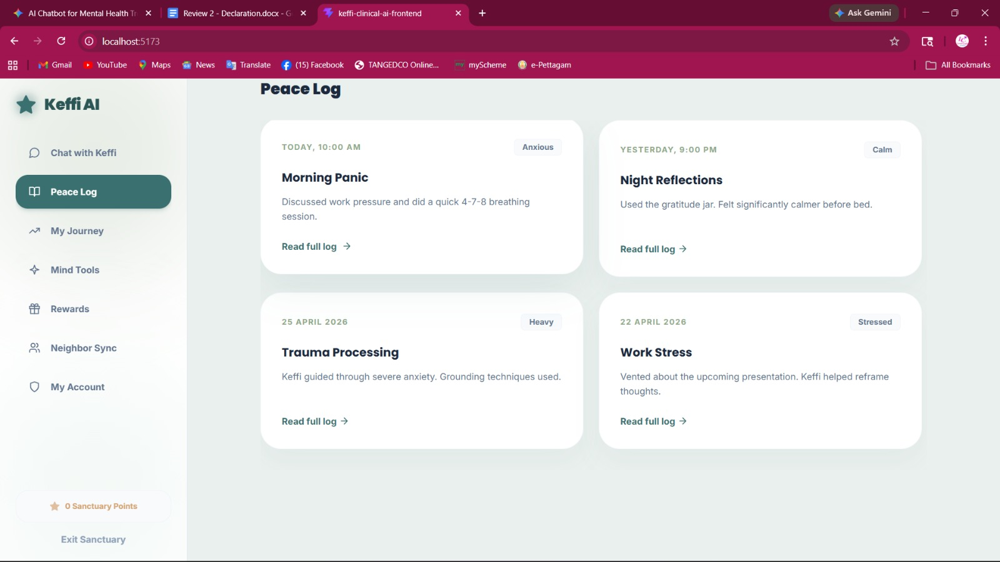 AI Chatbot for Mental Health Tr
Review 2 - Declaration.docx - G
keffi-clinical-ai-frontend
Ask Gemini
localhost:5173
Gmail
YouTube
Maps
News
Translate
(15) Facebook
TANGEDCO Online...
my
myScheme
e-Pettagam
All Bookmarks
Keffi AI
Chat with Keffi
Peace Log
My Journey
Mind Tools
Rewards
Neighbor Sync
My Account
0 Sanctuary Points
Exit Sanctuary
Peace Log
TODAY, 10:00 AM
Anxious
Morning Panic
Discussed work pressure and did a quick 4-7-8 breathing
session.
Read full log →
YESTERDAY, 9:00 PM
Calm
Night Reflections
Used the gratitude jar. Felt significantly calmer before bed.
Read full log →
25 APRIL 2026
Heavy
Trauma Processing
Keffi guided through severe anxiety. Grounding techniques used.
Read full log →
22 APRIL 2026
Stressed
Work Stress
Vented about the upcoming presentation. Keffi helped reframe
thoughts.
Read full log →